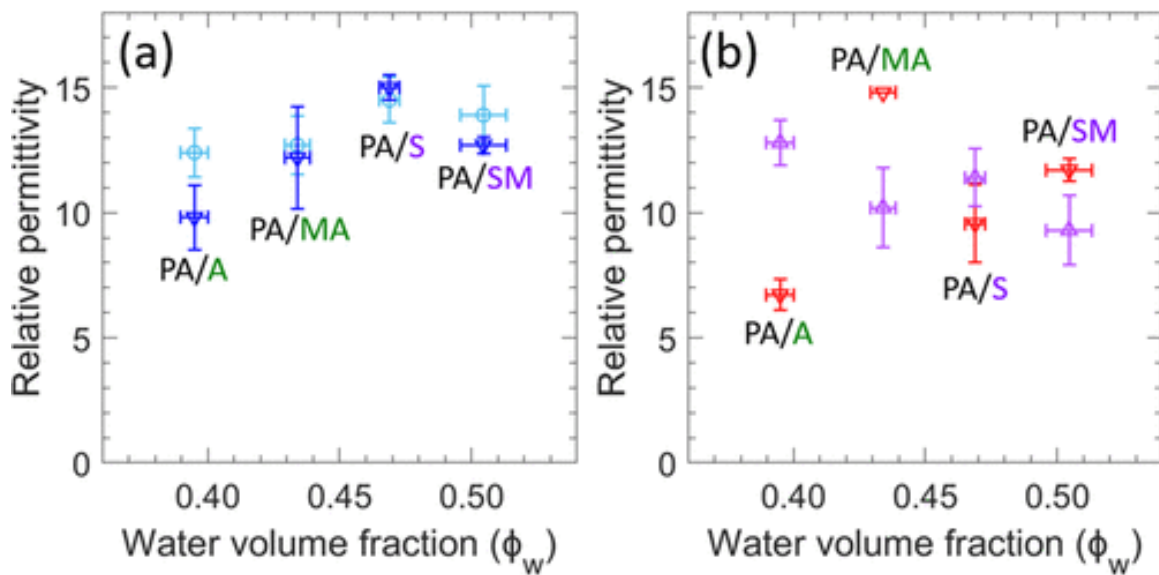 (a)
Relative permittivity
15
10
5
0
PA/A
PA/MA
PA/S
PA/SM
0.40
0.45
0.50
Water volume fraction (ϕw)
(b)
Relative permittivity
15
10
5
0
PA/MA
PA/SM
PA/S
PA/A
0.40
0.45
0.50
Water volume fraction (ϕw)